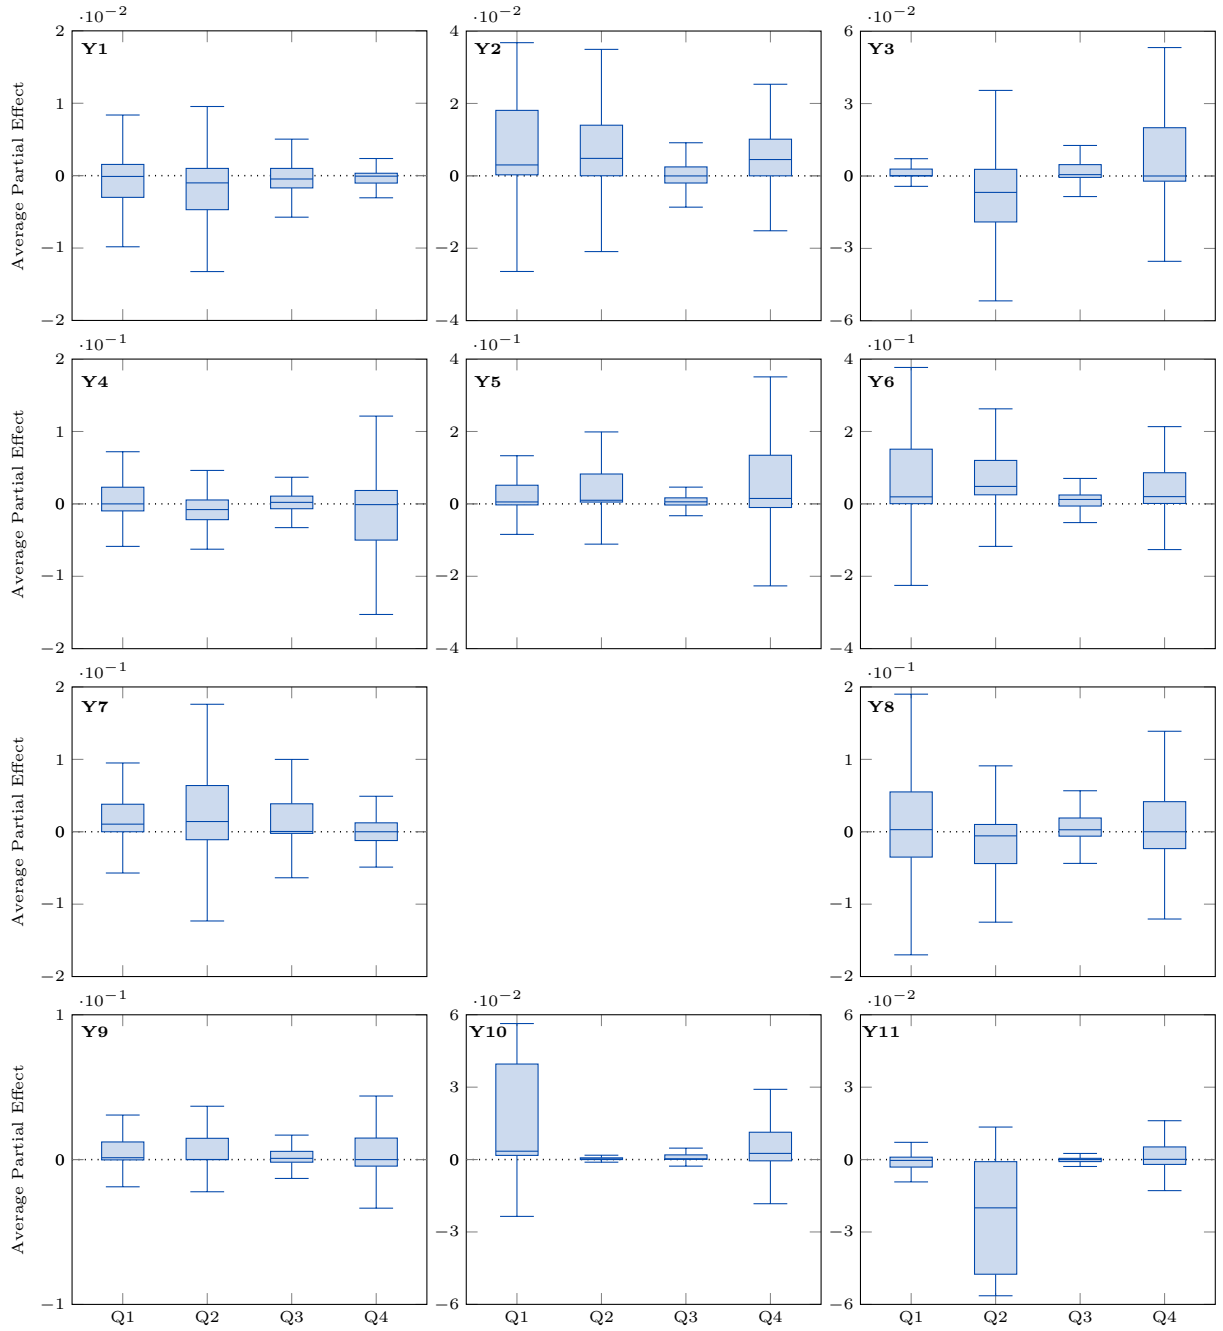 ·10⁻² ·10⁻² ·10⁻²
2 4 6
Y1 Y2 Y3
1 2 3
0 0 0
−1 −2 −3
−2 −4 −6
Average Partial Effect
·10⁻¹ ·10⁻¹ ·10⁻¹
2 4 4
Y4 Y5 Y6
1 2 2
0 0 0
−1 −2 −2
−2 −4 −4
Average Partial Effect
·10⁻¹ ·10⁻¹
2 2
Y7 Y8
1 1
0 0
−1 −1
−2 −2
Average Partial Effect
·10⁻¹ ·10⁻² ·10⁻²
1 6 6
Y9 Y10 Y11
3 3
0 0 0
−3 −3
−1 −6 −6
Average Partial Effect
Q1 Q2 Q3 Q4 Q1 Q2 Q3 Q4 Q1 Q2 Q3 Q4